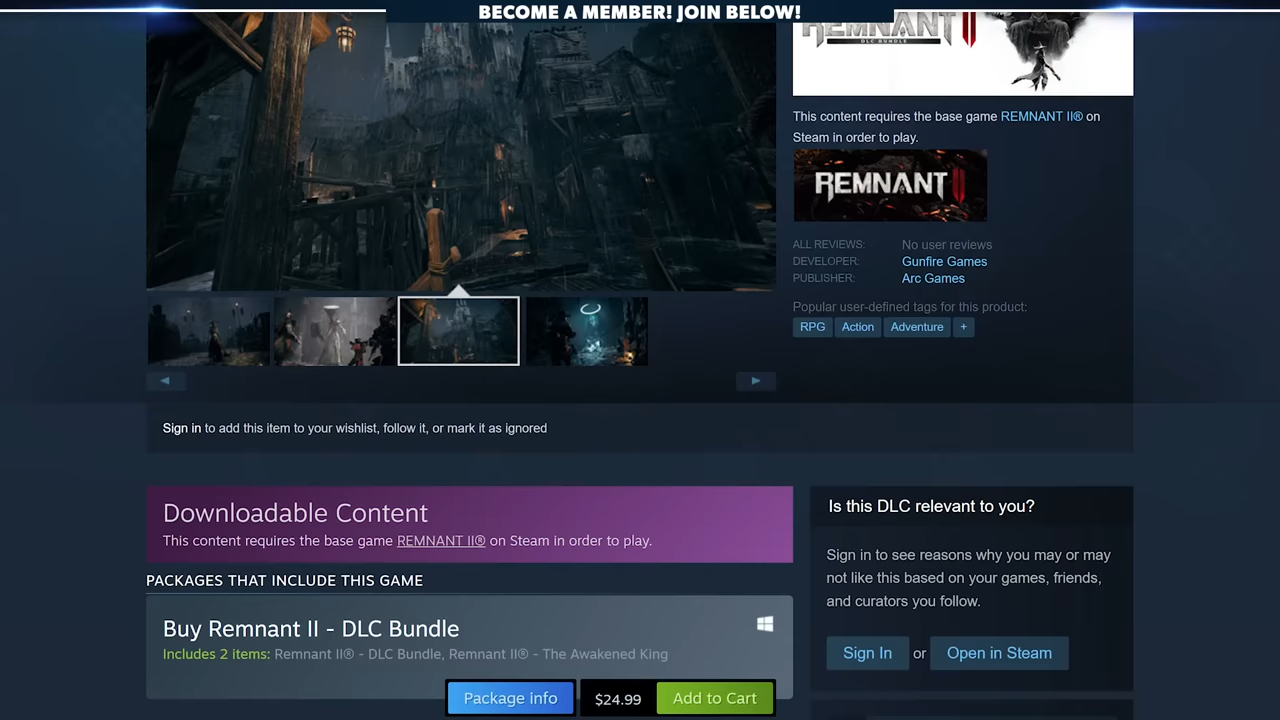 BECOME A MEMBER! JOIN BELOW!
REMNANT II
DLC BUNDLE
This content requires the base game REMNANT II® on
Steam in order to play.
REMNANT II
ALL REVIEWS: No user reviews
DEVELOPER: Gunfire Games
PUBLISHER: Arc Games
Popular user-defined tags for this product:
RPG Action Adventure +
Sign in to add this item to your wishlist, follow it, or mark it as ignored
Downloadable Content
This content requires the base game REMNANT II® on Steam in order to play.
PACKAGES THAT INCLUDE THIS GAME
Buy Remnant II - DLC Bundle
Includes 2 items: Remnant II® - DLC Bundle, Remnant II® - The Awakened King
Package info $24.99 Add to Cart
Is this DLC relevant to you?
Sign in to see reasons why you may or may
not like this based on your games, friends,
and curators you follow.
Sign In or Open in Steam